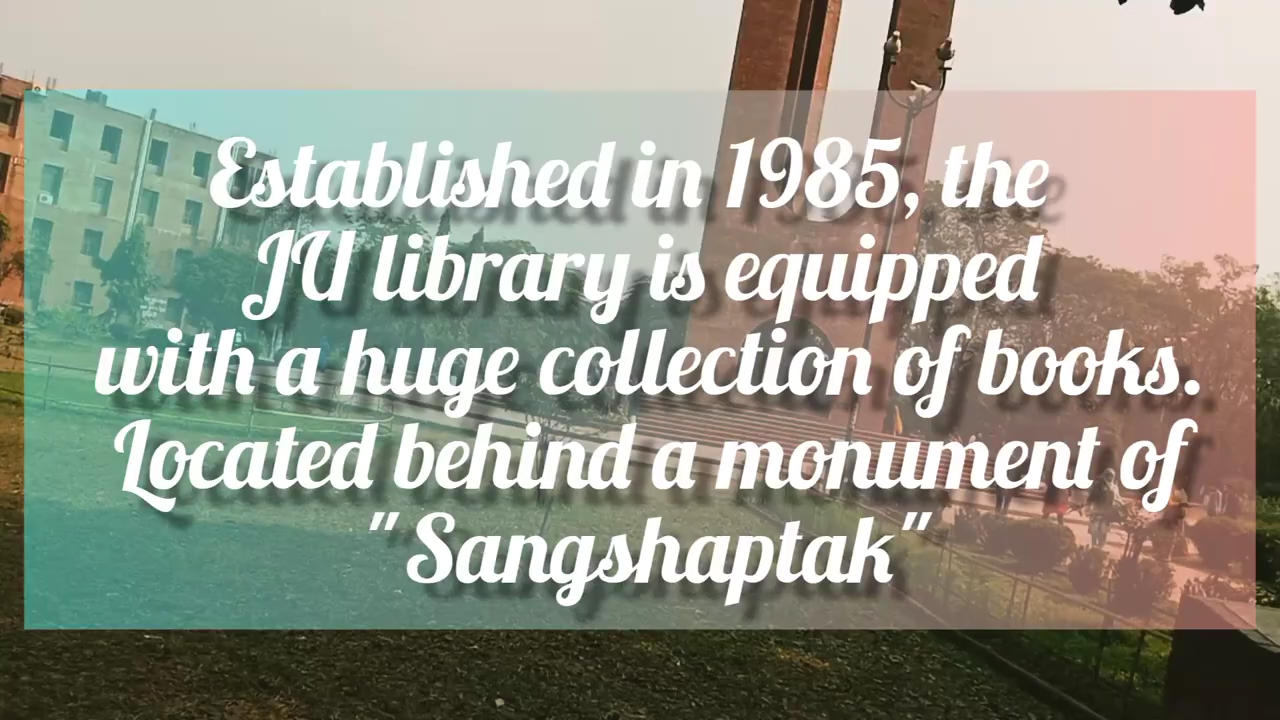 Established in 1985, the
JU library is equipped
with a huge collection of books.
Located behind a monument of
"Sangshaptak"